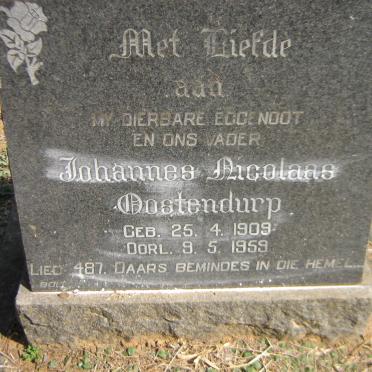 Met Liefde
aan
MY DIERBARE EGGENOOT
EN ONS VADER
Johannes Nicolaas
Oostendurp
GEB. 25. 4. 1909
OORL. 9. 5. 1959
LIED 487. DAARS BEMINDES IN DIE HEMEL